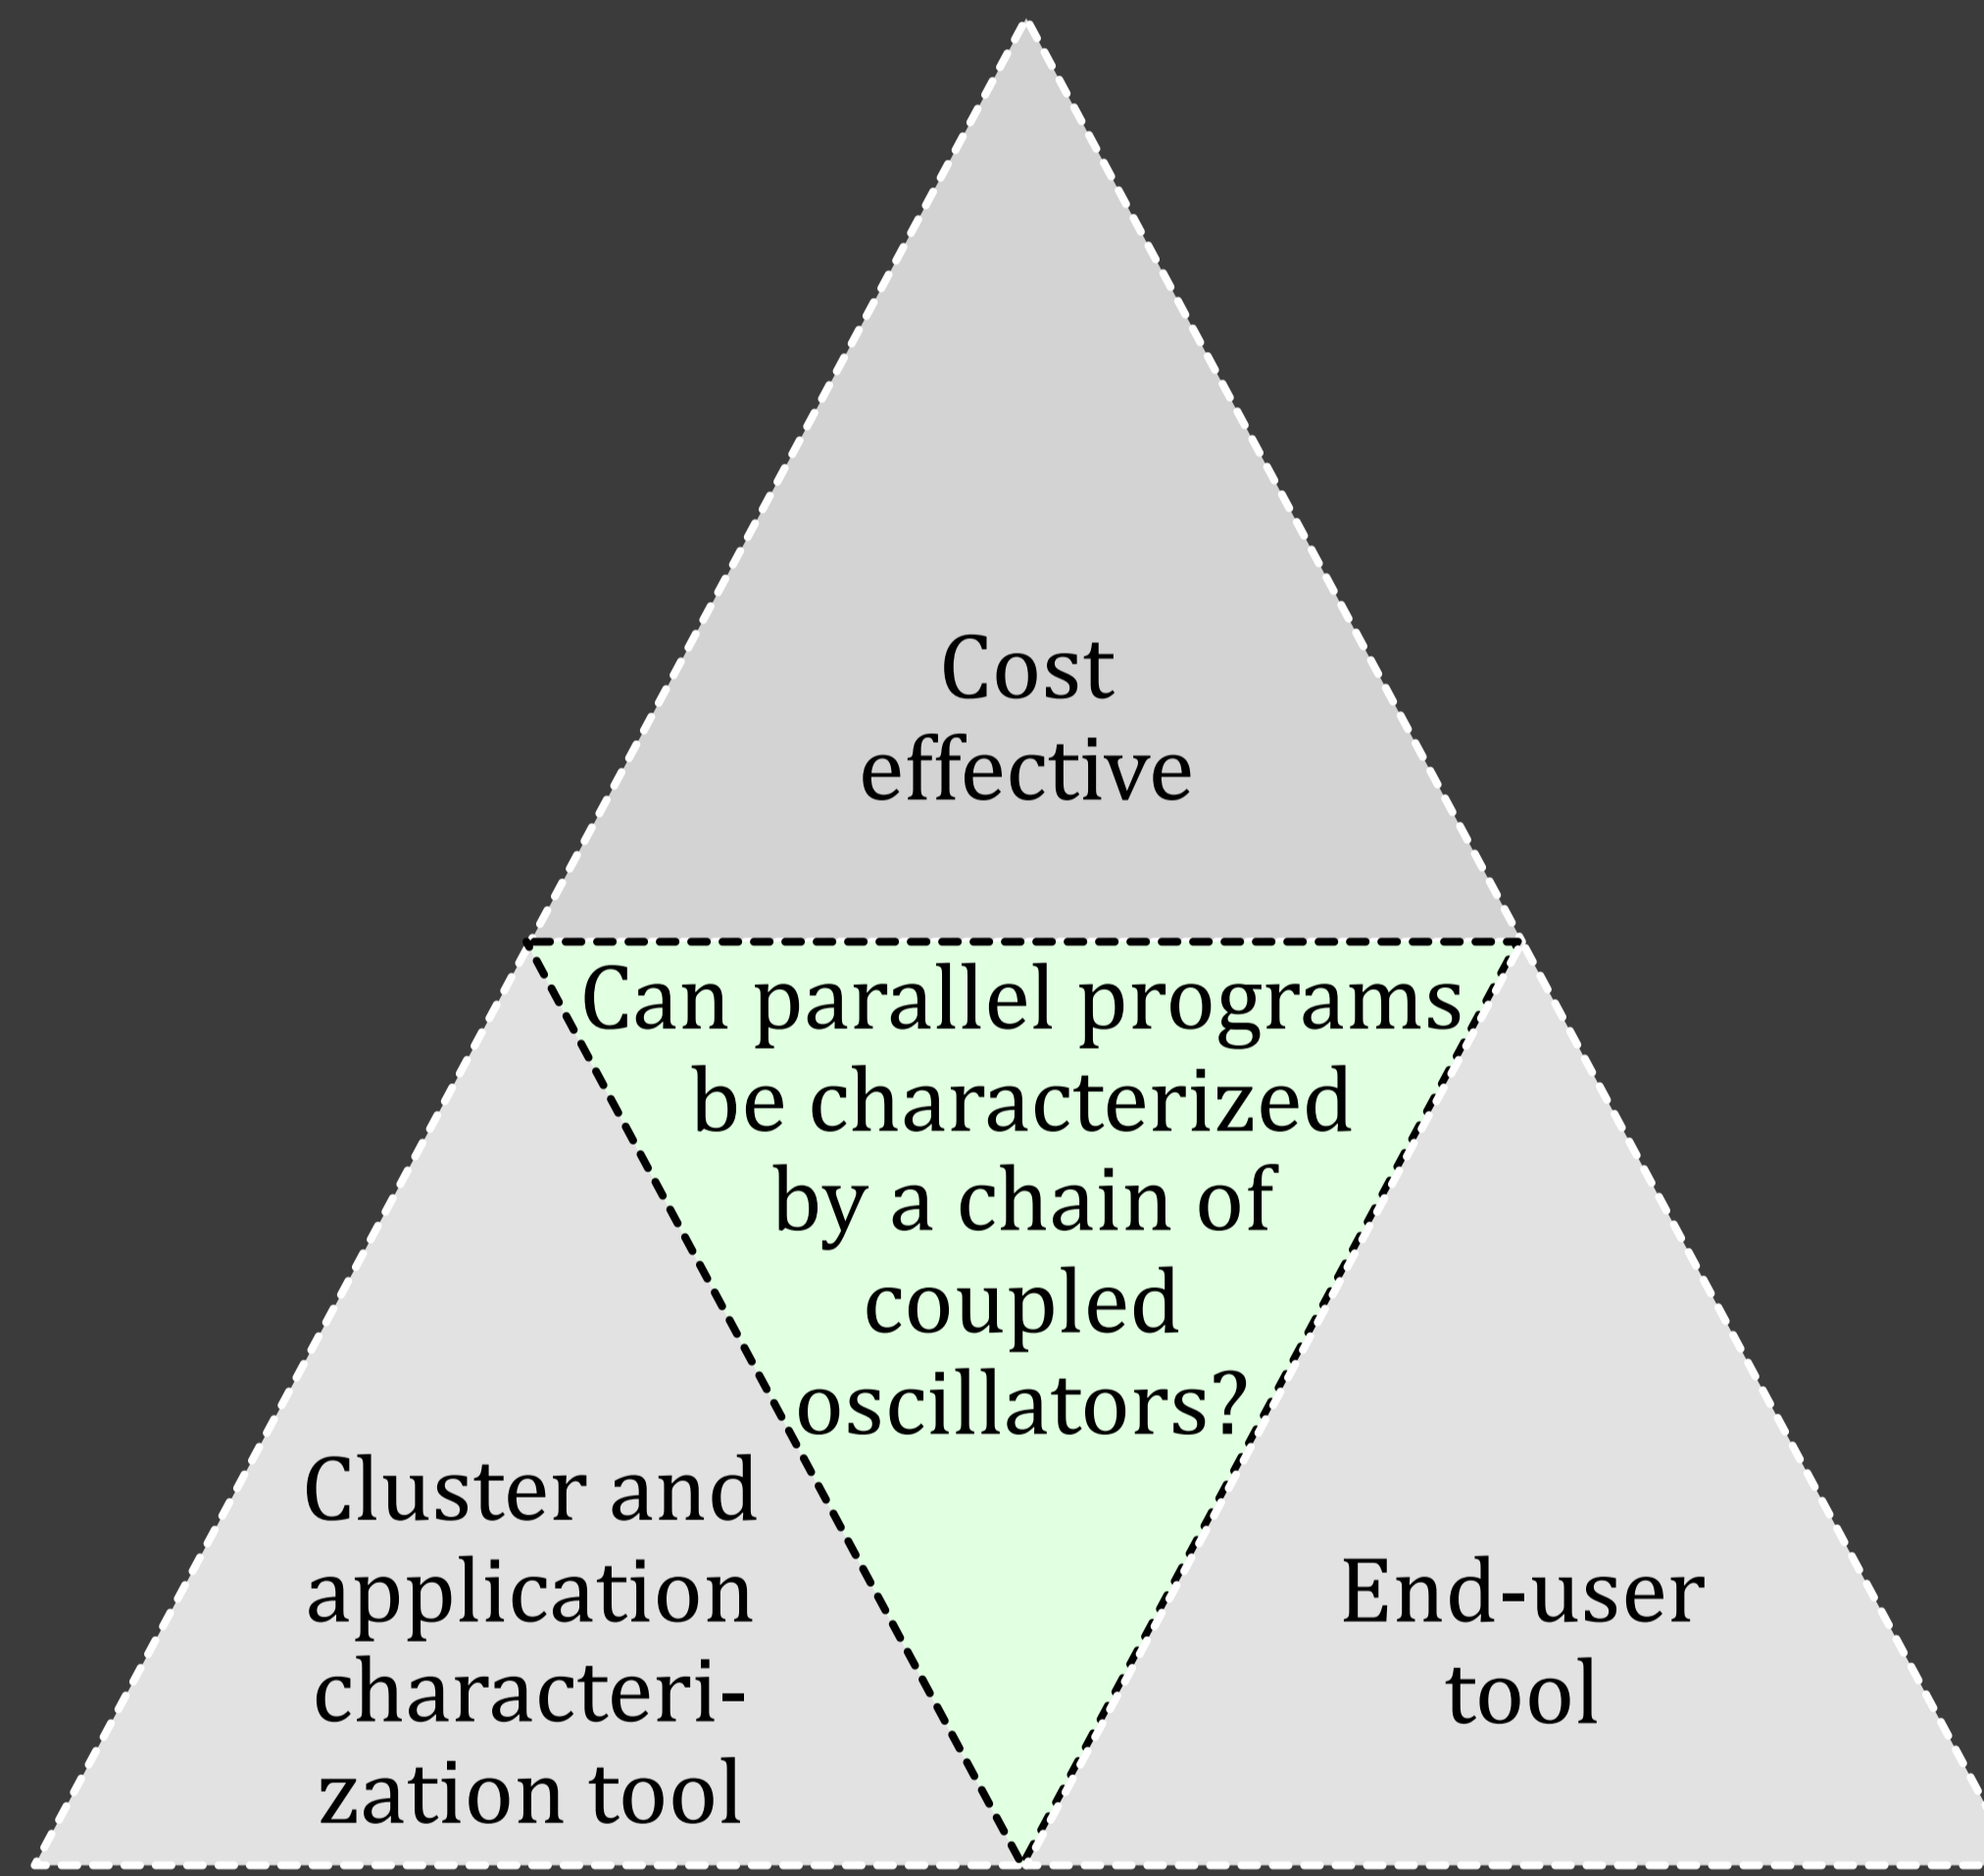 Cost
effective
Can parallel programs
be characterized
by a chain of
coupled
oscillators?
Cluster and
application
characteri-
zation tool
End-user
tool